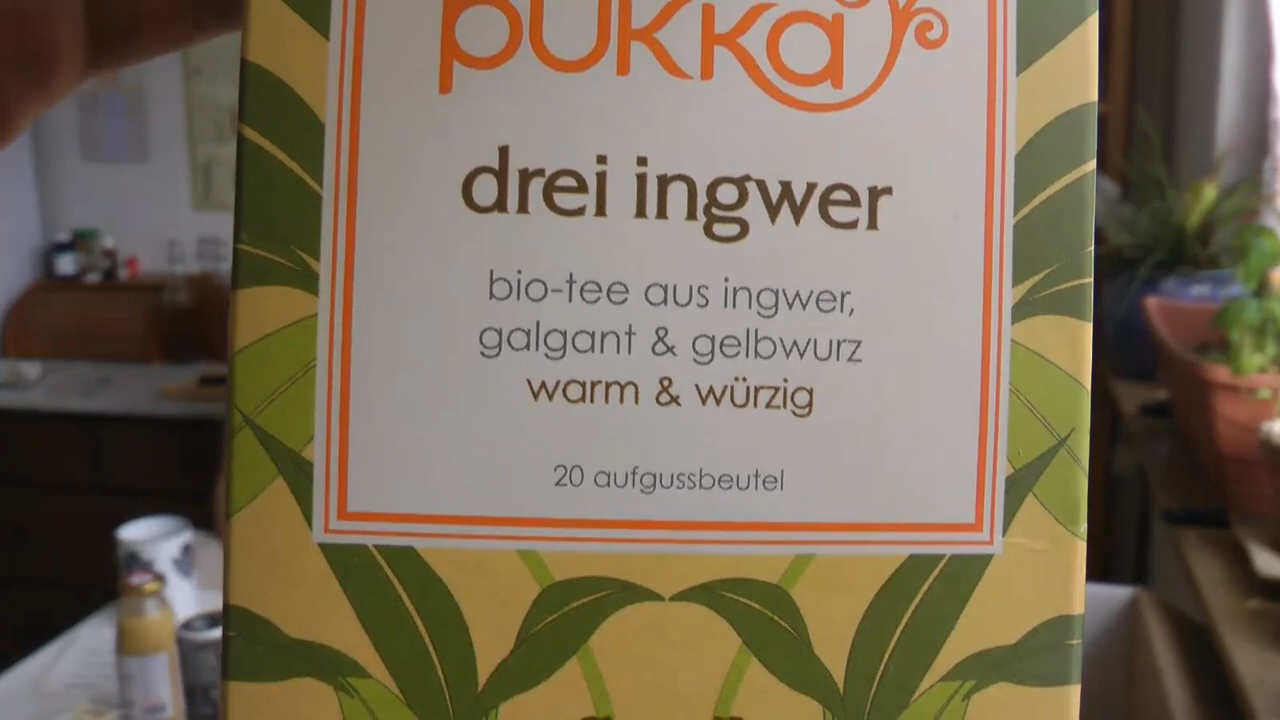 pukka
drei ingwer
bio-tee aus ingwer,
galgant & gelbwurz
warm & würzig
20 aufgussbeutel